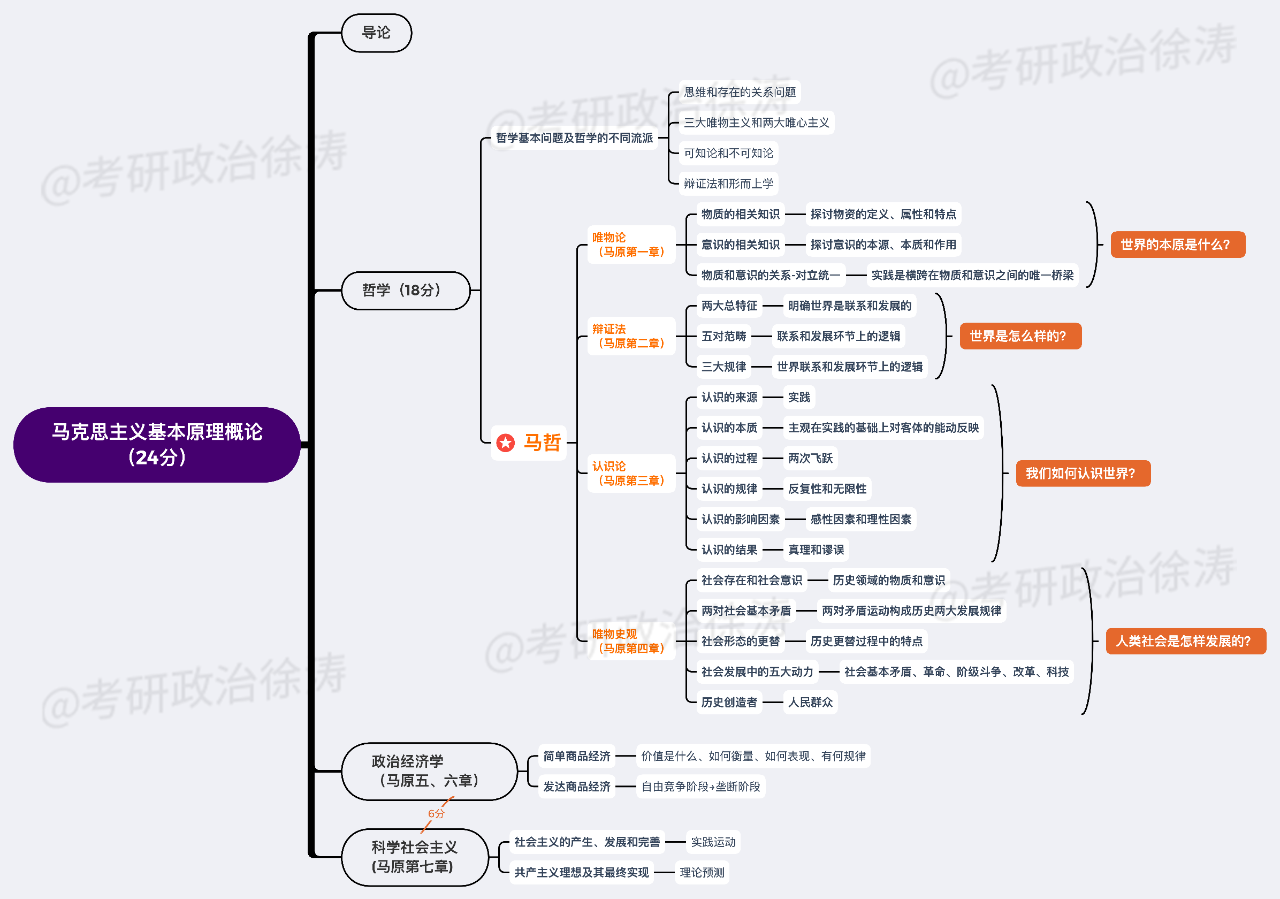 导论
@考研政治徐涛
@考研政治徐涛
@考研政治徐涛
哲学基本问题及哲学的不同流派
思维和存在的关系问题
三大唯物主义和两大唯心主义
可知论和不可知论
辩证法和形而上学
哲学（18分）
唯物论
（马原第一章）
物质的相关知识
探讨物资的定义、属性和特点
意识的相关知识
探讨意识的本源、本质和作用
物质和意识的关系-对立统一
实践是横跨在物质和意识之间的唯一桥梁
世界的本原是什么？
辩证法
（马原第二章）
两大总特征
明确世界是联系和发展的
五对范畴
联系和发展环节上的逻辑
三大规律
世界联系和发展环节上的逻辑
世界是怎么样的？
马克思主义基本原理概论
（24分）
马哲
认识论
（马原第三章）
认识的来源
实践
认识的本质
主观在实践的基础上对客体的能动反映
认识的过程
两次飞跃
认识的规律
反复性和无限性
认识的影响因素
感性因素和理性因素
认识的结果
真理和谬误
我们如何认识世界？
唯物史观
（马原第四章）
社会存在和社会意识
历史领域的物质和意识
两对社会基本矛盾
两对矛盾运动构成历史两大发展规律
社会形态的更替
历史更替过程中的特点
社会发展中的五大动力
社会基本矛盾、革命、阶级斗争、改革、科技
历史创造者
人民群众
人类社会是怎样发展的？
@考研政治徐涛
@考研政治徐涛
@考研政治徐涛
政治经济学
（马原五、六章）
简单商品经济
价值是什么、如何衡量、如何表现、有何规律
发达商品经济
自由竞争阶段→垄断阶段
6分
科学社会主义
(马原第七章)
社会主义的产生、发展和完善
实践运动
共产主义理想及其最终实现
理论预测